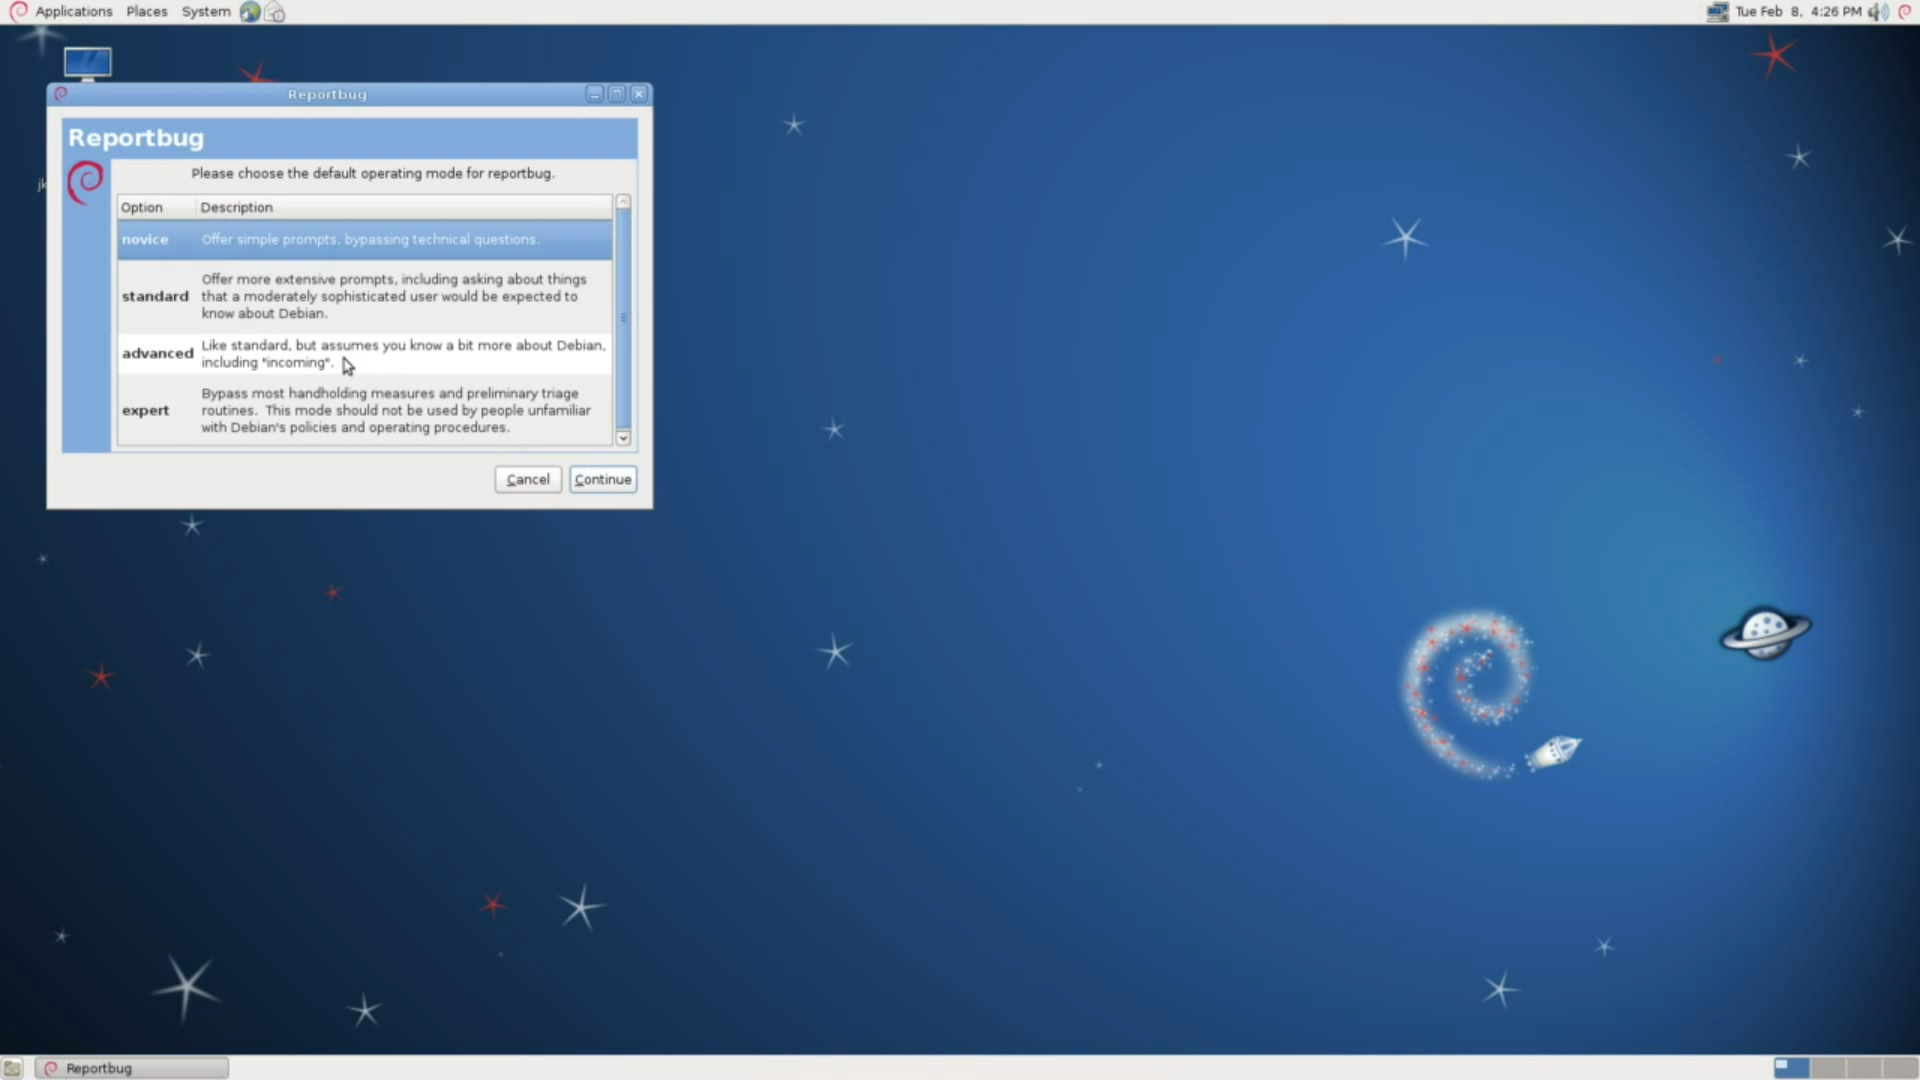 Applications Places System
Tue Feb 8, 4:26 PM
Reportbug
Reportbug
Please choose the default operating mode for reportbug.
Option Description
novice Offer simple prompts, bypassing technical questions.
standard Offer more extensive prompts, including asking about things
that a moderately sophisticated user would be expected to
know about Debian.
advanced Like standard, but assumes you know a bit more about Debian,
including "incoming".
expert Bypass most handholding measures and preliminary triage
routines. This mode should not be used by people unfamiliar
with Debian's policies and operating procedures.
Cancel Continue
Reportbug